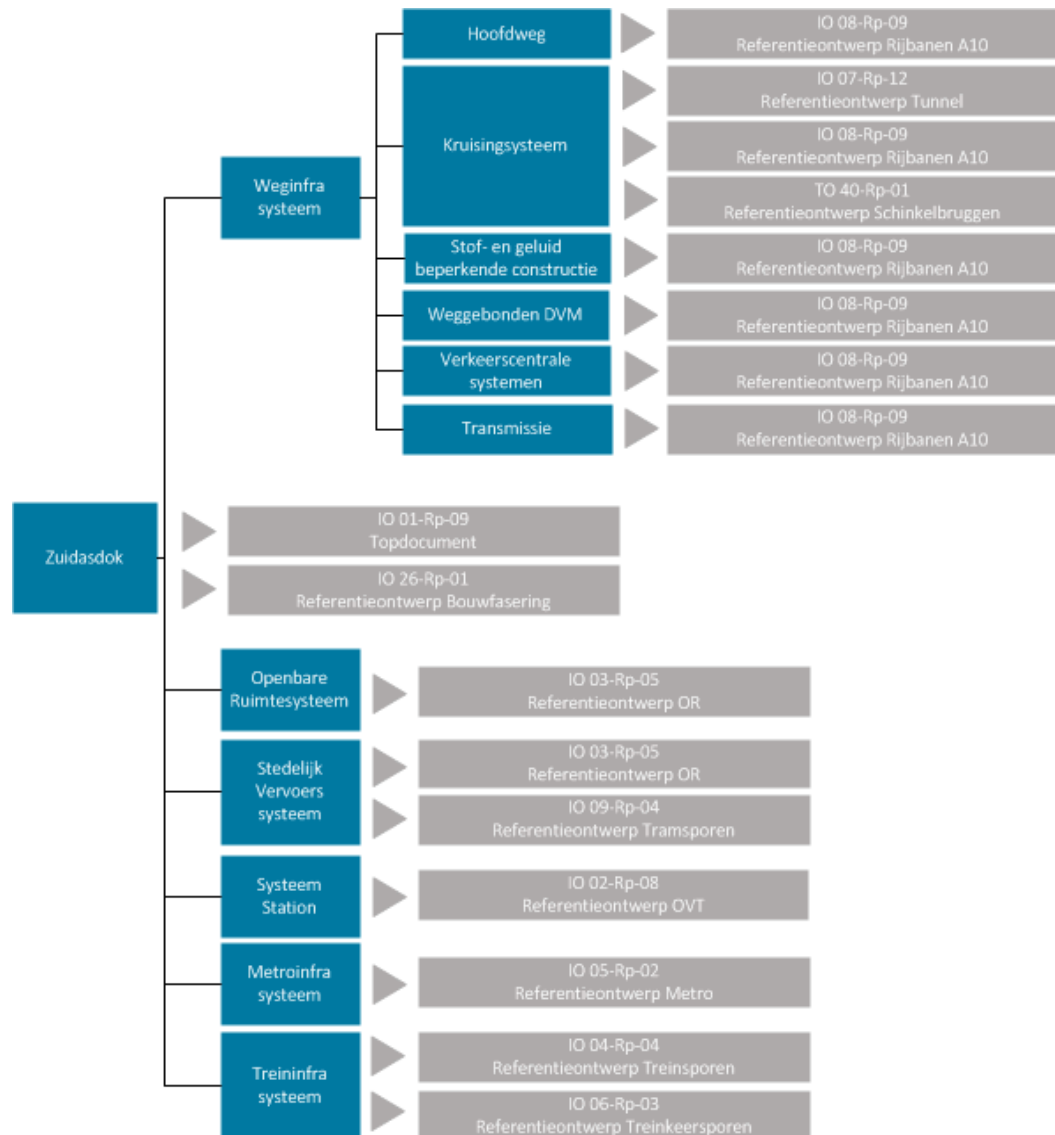 Hoofdweg
IO 08-Rp-09
Referentieontwerp Rijbanen A10
Kruisingsysteem
IO 07-Rp-12
Referentieontwerp Tunnel
IO 08-Rp-09
Referentieontwerp Rijbanen A10
TO 40-Rp-01
Referentieontwerp Schinkelbruggen
Weginfra
systeem
Stof- en geluid
beperkende constructie
IO 08-Rp-09
Referentieontwerp Rijbanen A10
Weggebonden DVM
IO 08-Rp-09
Referentieontwerp Rijbanen A10
Verkeerscentrale
systemen
IO 08-Rp-09
Referentieontwerp Rijbanen A10
Transmissie
IO 08-Rp-09
Referentieontwerp Rijbanen A10
Zuidasdok
IO 01-Rp-09
Topdocument
IO 26-Rp-01
Referentieontwerp Bouwfasering
Openbare
Ruimtesysteem
IO 03-Rp-05
Referentieontwerp OR
Stedelijk
Vervoers
systeem
IO 03-Rp-05
Referentieontwerp OR
IO 09-Rp-04
Referentieontwerp Tramsporen
Systeem
Station
IO 02-Rp-08
Referentieontwerp OVT
Metroinfra
systeem
IO 05-Rp-02
Referentieontwerp Metro
Treininfra
systeem
IO 04-Rp-04
Referentieontwerp Treinsporen
IO 06-Rp-03
Referentieontwerp Treinkeersporen